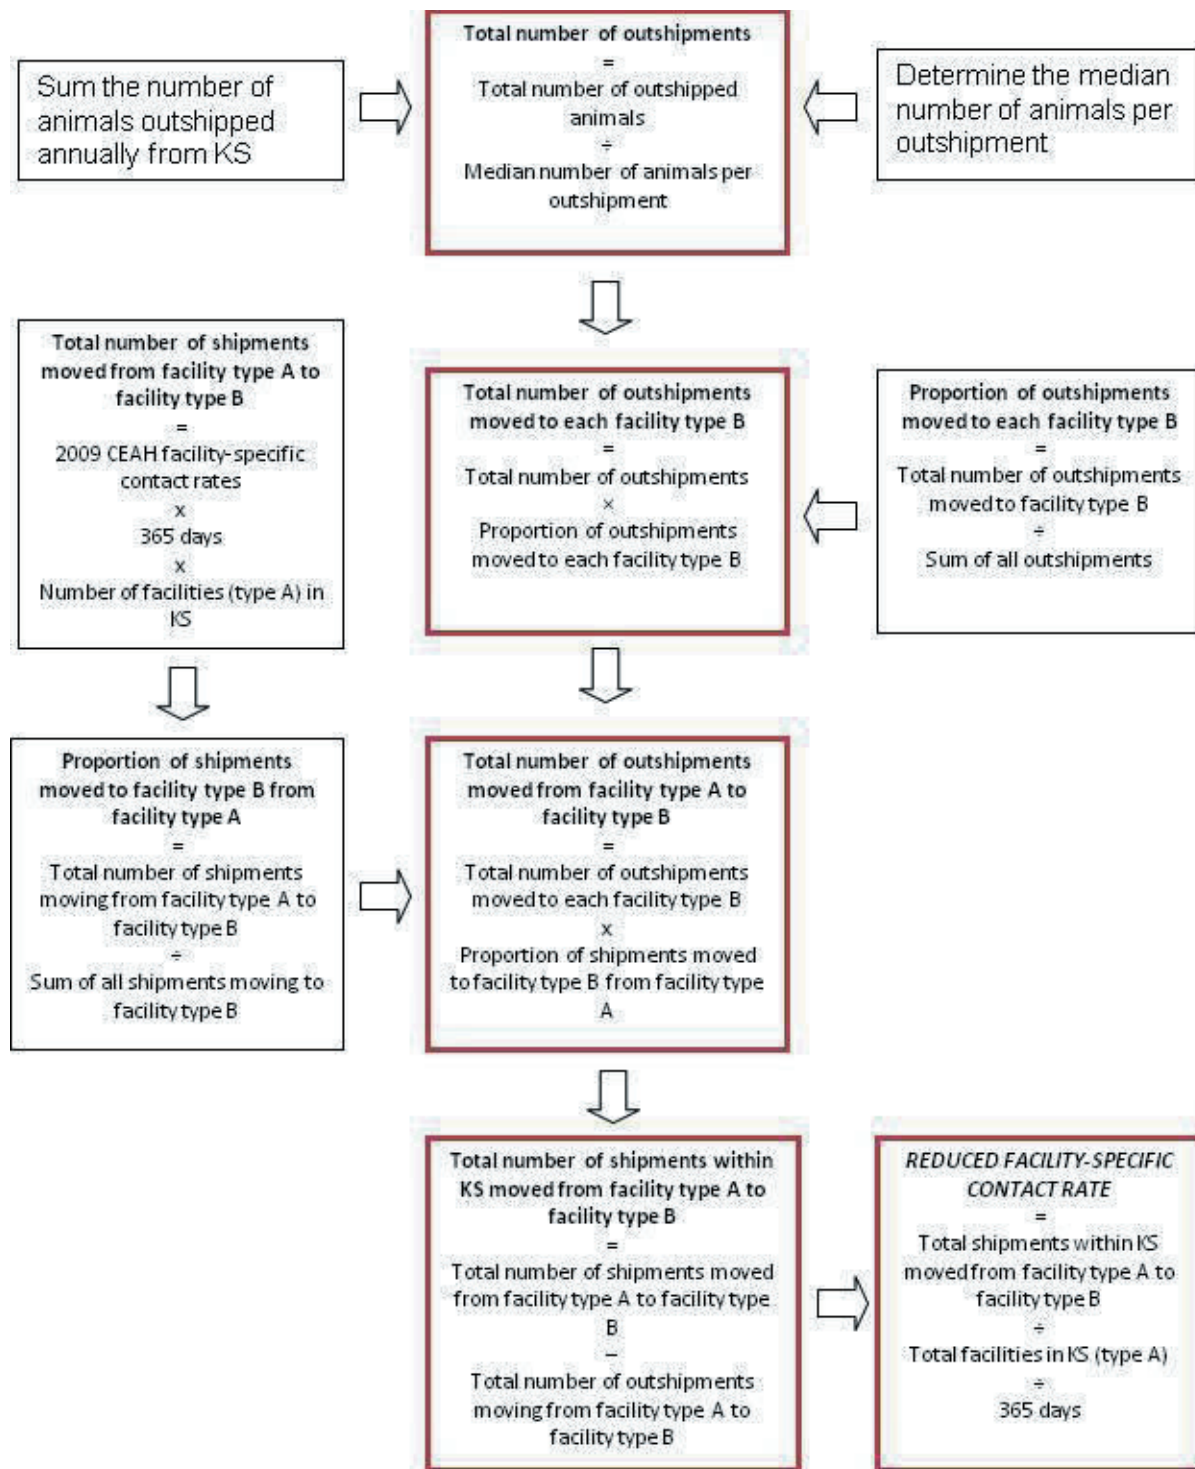 Total number of outshipments
=
Total number of outshipped
animals
÷
Median number of animals per
outshipment
Sum the number of
animals outshipped
annually from KS
Determine the median
number of animals per
outshipment
Total number of shipments
moved from facility type A to
facility type B
=
2009 CEAH facility-specific
contact rates
x
365 days
x
Number of facilities (type A) in
KS
Total number of outshipments
moved to each facility type B
=
Total number of outshipments
×
Proportion of outshipments
moved to each facility type B
Proportion of outshipments
moved to each facility type B
=
Total number of outshipments
moved to facility type B
÷
Sum of all outshipments
Proportion of shipments
moved to facility type B from
facility type A
=
Total number of shipments
moving from facility type A to
facility type B
÷
Sum of all shipments moving to
facility type B
Total number of outshipments
moved from facility type A to
facility type B
=
Total number of outshipments
moved to each facility type B
x
Proportion of shipments moved
to facility type B from facility type
A
Total number of shipments within
KS moved from facility type A to
facility type B
=
Total number of shipments moved
from facility type A to facility type
B
−
Total number of outshipments
moving from facility type A to
facility type B
REDUCED FACILITY-SPECIFIC
CONTACT RATE
=
Total shipments within KS
moved from facility type A to
facility type B
÷
Total facilities in KS (type A)
÷
365 days